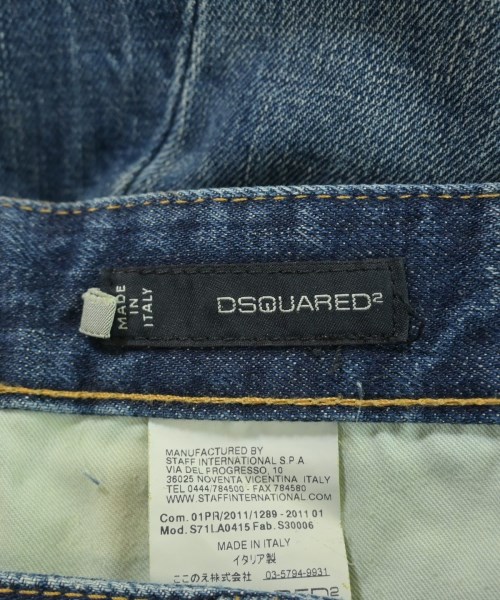 MADE
IN
ITALY
DSQUARED2
MANUFACTURED BY
STAFF INTERNATIONAL S.P.A
VIA DEL PROGRESSO, 10
36025 NOVENTA VICENTINA ITALY
TEL 0444/784500 - FAX 784560
WWW.STAFFINTERNATIONAL.COM
Com. 01PR/2011/1289 - 2011 01
Mod. S71LA0415 Fab. S30006
MADE IN ITALY
イタリア製
ここのえ株式会社 03-5794-9931